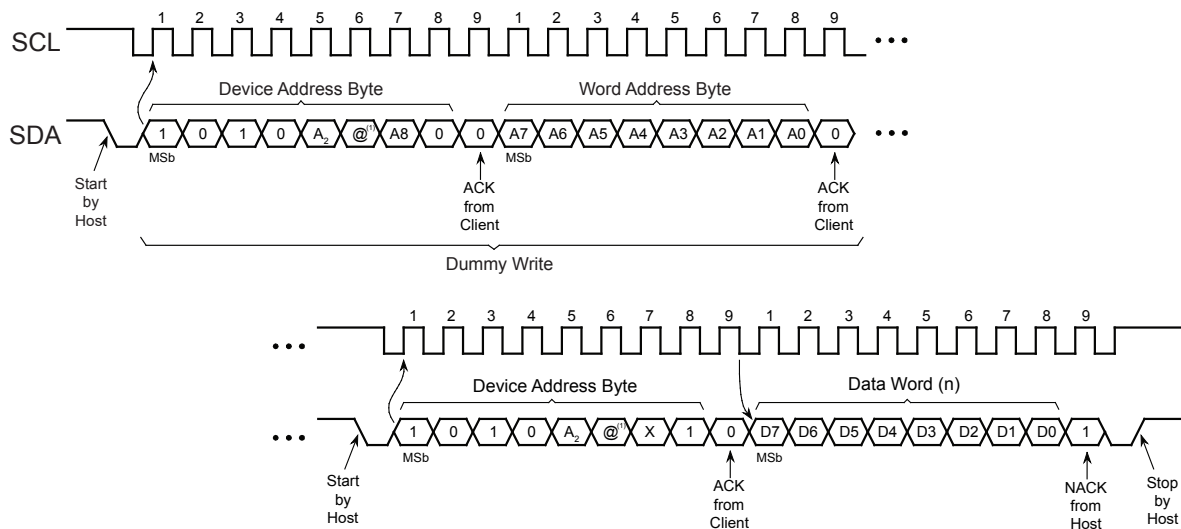 1 2 3 4 5 6 7 8 9 1 2 3 4 5 6 7 8 9
SCL
Device Address Byte Word Address Byte
SDA 1 0 1 0 A2 @(1) A8 0 0 A7 A6 A5 A4 A3 A2 A1 A0 0
MSb MSb
Start by Host
ACK from Client
ACK from Client
Dummy Write
1 2 3 4 5 6 7 8 9 1 2 3 4 5 6 7 8 9
Device Address Byte Data Word (n)
1 0 1 0 A2 @(1) X 1 0 D7 D6 D5 D4 D3 D2 D1 D0 1
MSb MSb
Start by Host
ACK from Client
NACK from Host
Stop by Host